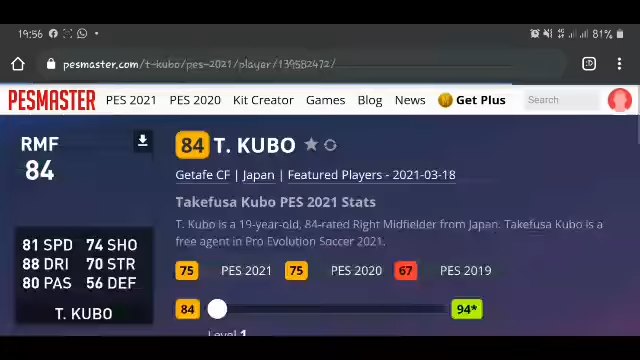 19:56 81%
pesmaster.com/t-kubo/pes-2021/player/139582472/
PESMASTER PES 2021 PES 2020 Kit Creator Games Blog News Get Plus Search
RMF
84
84 T. KUBO
Getafe CF | Japan | Featured Players - 2021-03-18
Takefusa Kubo PES 2021 Stats
T. Kubo is a 19-year-old, 84-rated Right Midfielder from Japan. Takefusa Kubo is a
free agent in Pro Evolution Soccer 2021.
81 SPD 74 SHO
88 DRI 70 STR
80 PAS 56 DEF
T. KUBO
75 PES 2021 75 PES 2020 67 PES 2019
84 94*
Level 1